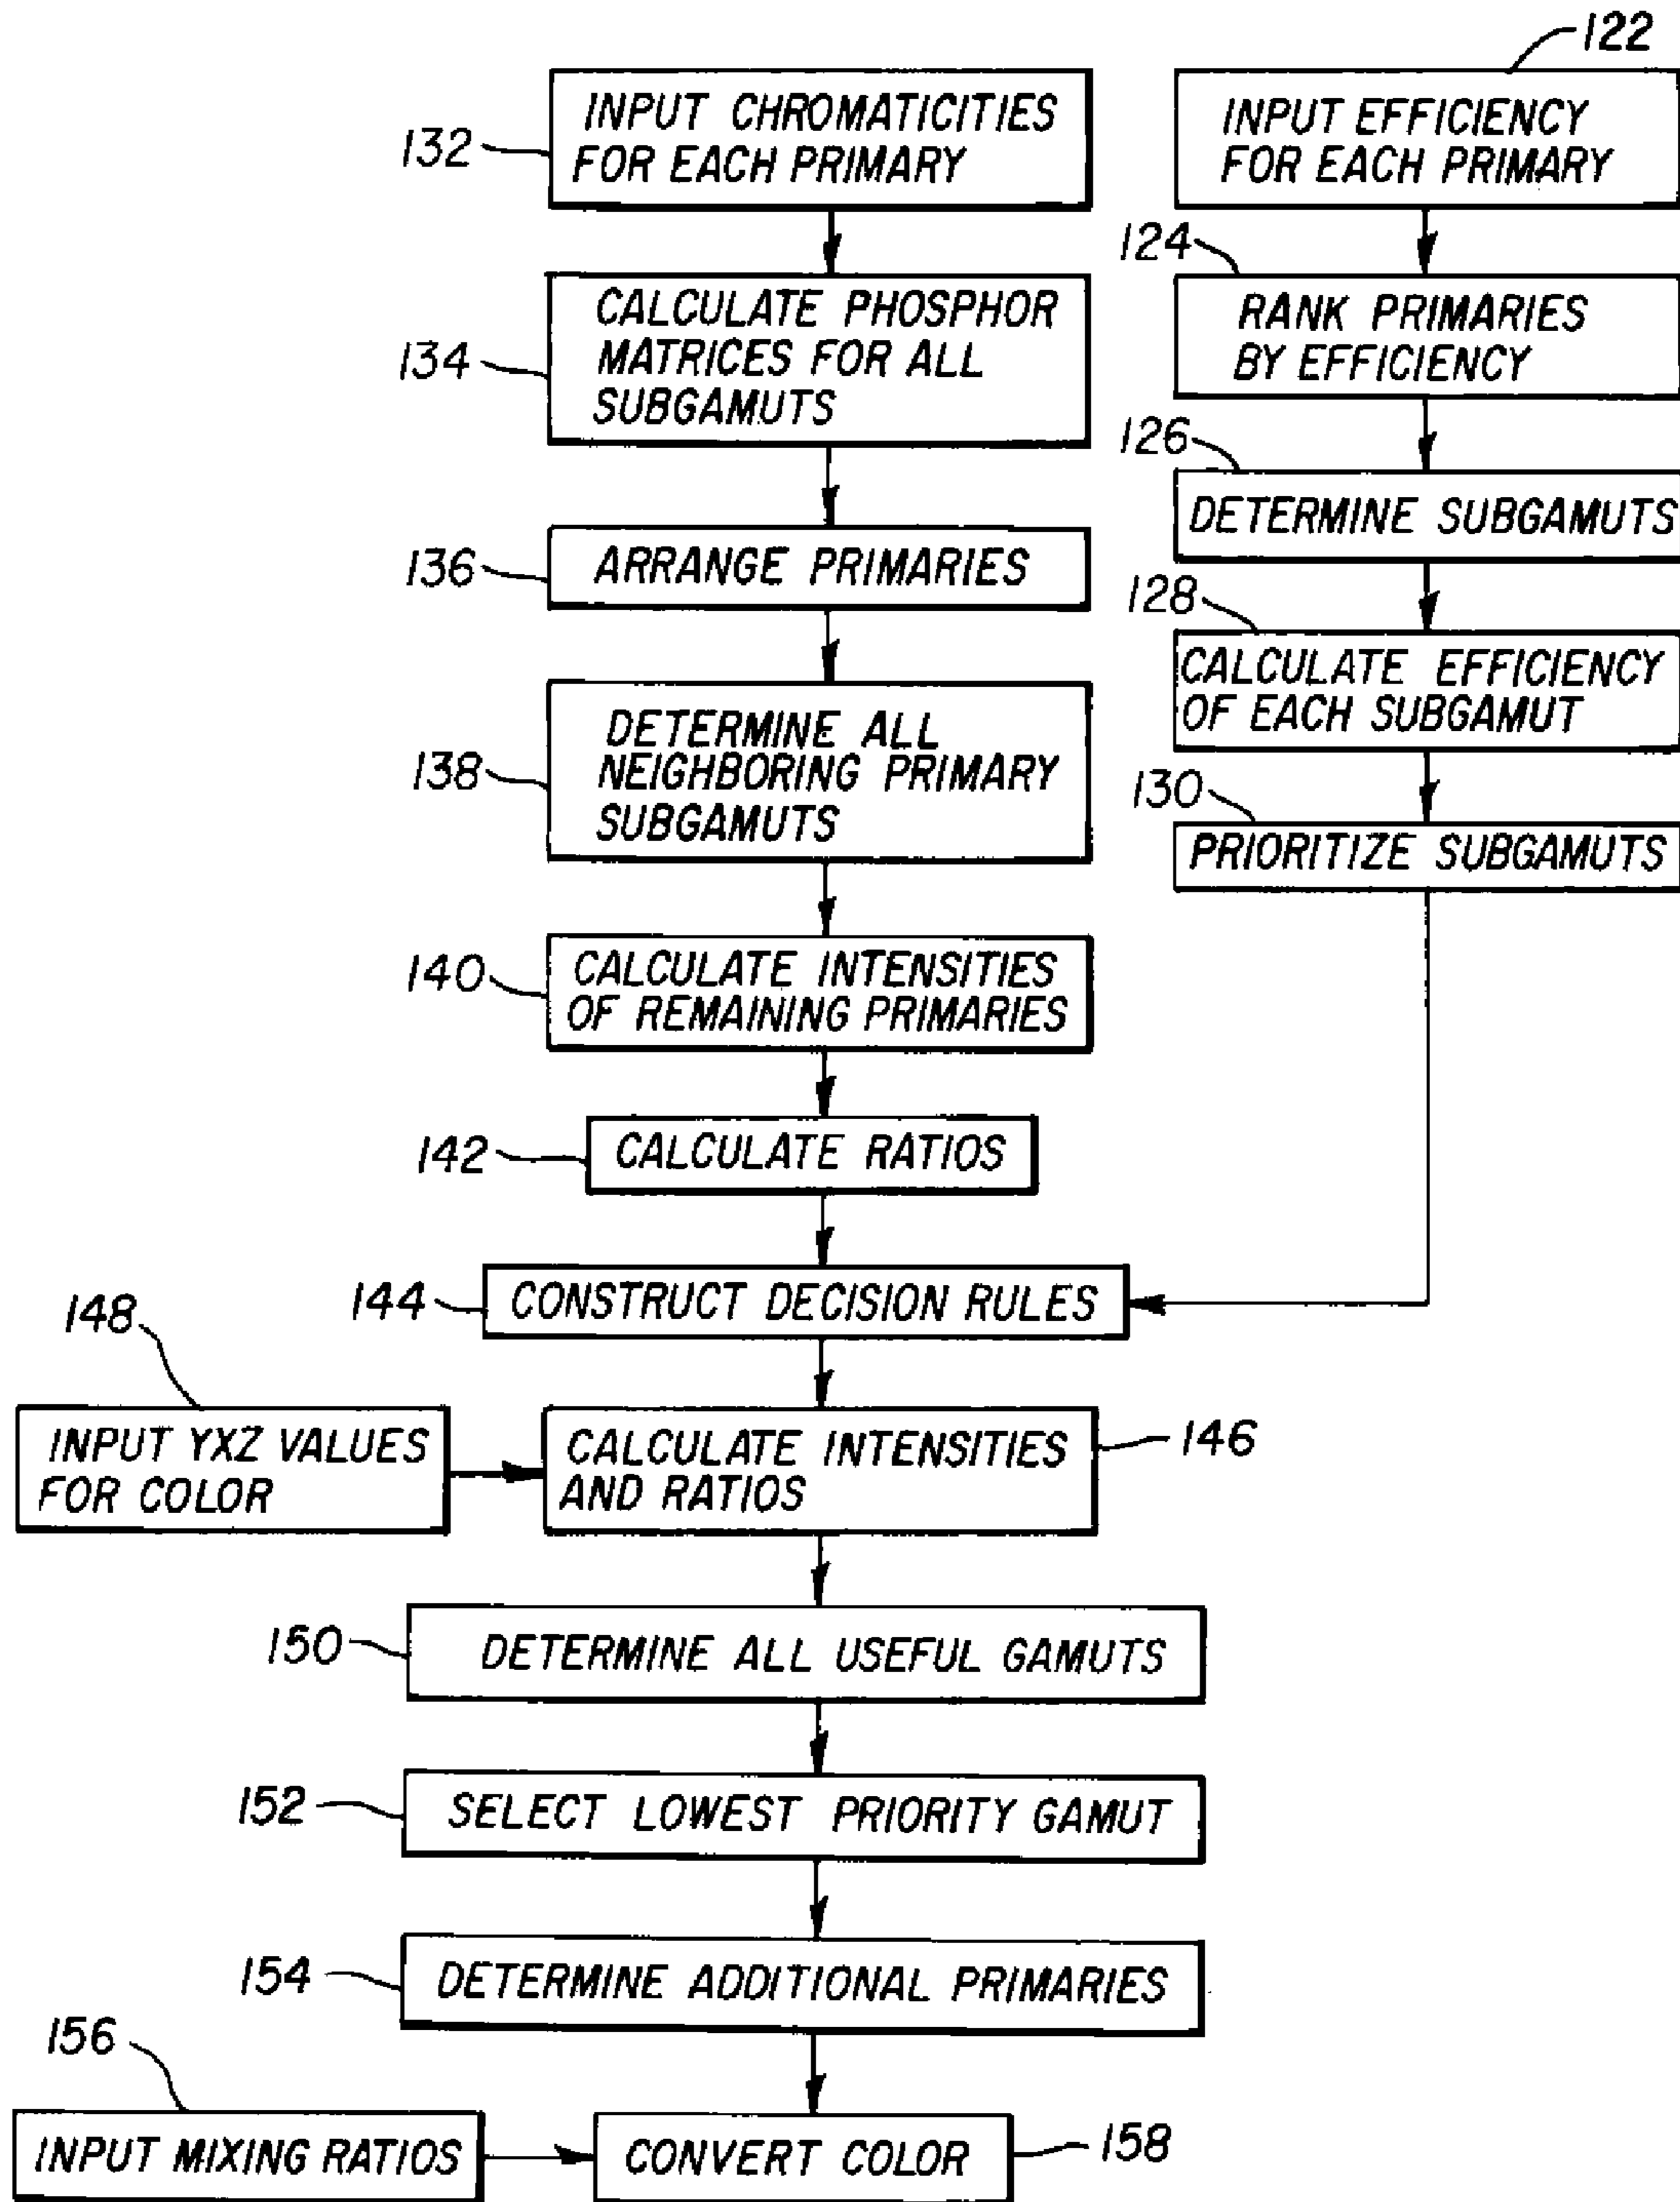 122
INPUT CHROMATICITIES
FOR EACH PRIMARY
132
INPUT EFFICIENCY
FOR EACH PRIMARY
124
CALCULATE PHOSPHOR
MATRICES FOR ALL
SUBGAMUTS
134
RANK PRIMARIES
BY EFFICIENCY
126
DETERMINE SUBGAMUTS
136
ARRANGE PRIMARIES
128
CALCULATE EFFICIENCY
OF EACH SUBGAMUT
138
DETERMINE ALL
NEIGHBORING PRIMARY
SUBGAMUTS
130
PRIORITIZE SUBGAMUTS
140
CALCULATE INTENSITIES
OF REMAINING PRIMARIES
142
CALCULATE RATIOS
144
CONSTRUCT DECISION RULES
148
INPUT YXZ VALUES
FOR COLOR
CALCULATE INTENSITIES
AND RATIOS
146
150
DETERMINE ALL USEFUL GAMUTS
152
SELECT LOWEST PRIORITY GAMUT
154
DETERMINE ADDITIONAL PRIMARIES
156
INPUT MIXING RATIOS
CONVERT COLOR
158